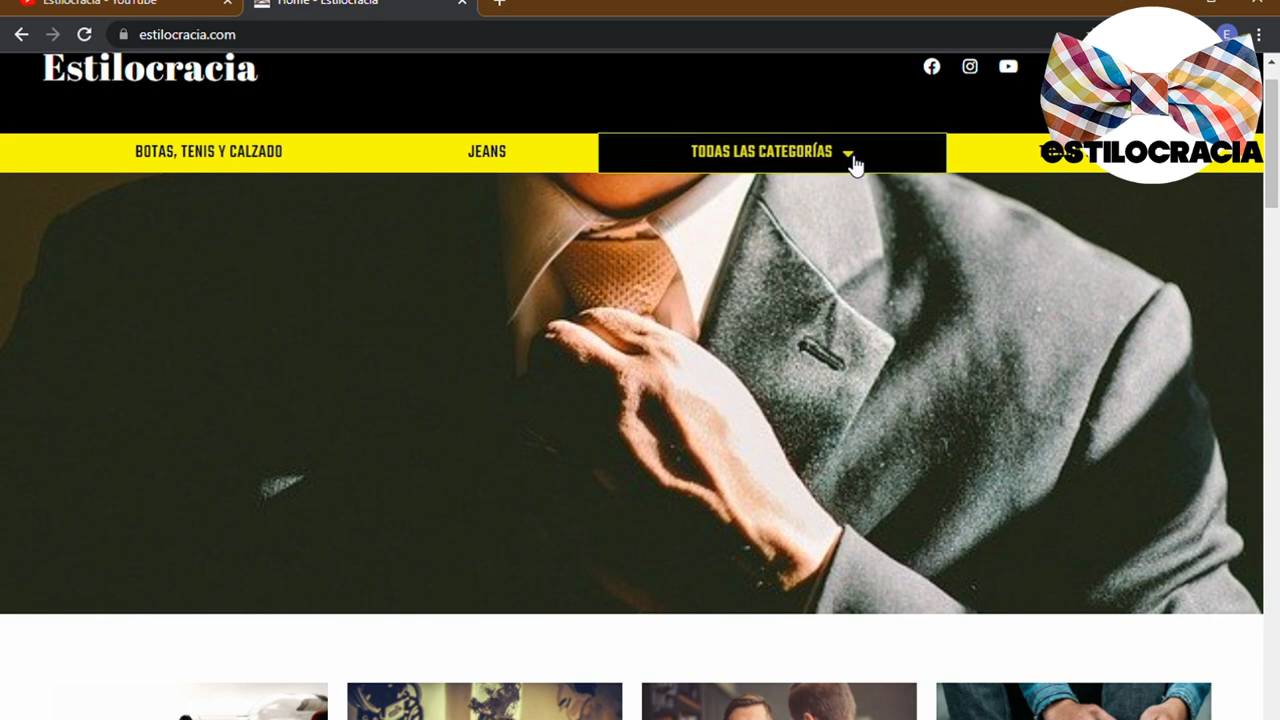 Estilocracia - YouTube
Home - Estilocracia
estilocracia.com
E
Estilocracia
ESTILOCRACIA
BOTAS, TENIS Y CALZADO
JEANS
TODAS LAS CATEGORÍAS